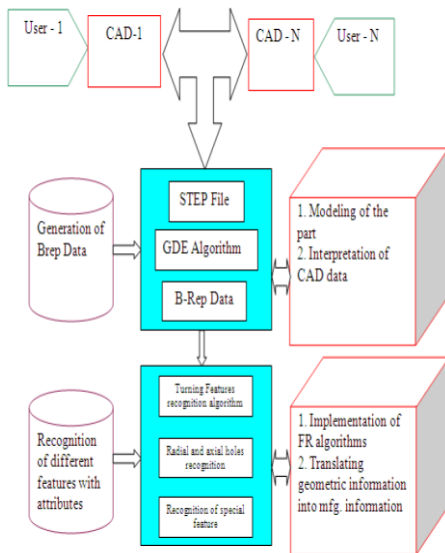 User - 1
CAD-1
CAD - N
User - N
STEP File
GDE Algorithm
B-Rep Data
Generation of
Brep Data
1. Modeling of the
part
2. Interpretation of
CAD data
Turning Features
recognition algorithm
Radial and axial holes
recognition
Recognition of special
feature
Recognition
of different
features with
attributes
1. Implementation of
FR algorithms
2. Translating
geometric information
into mfg. information